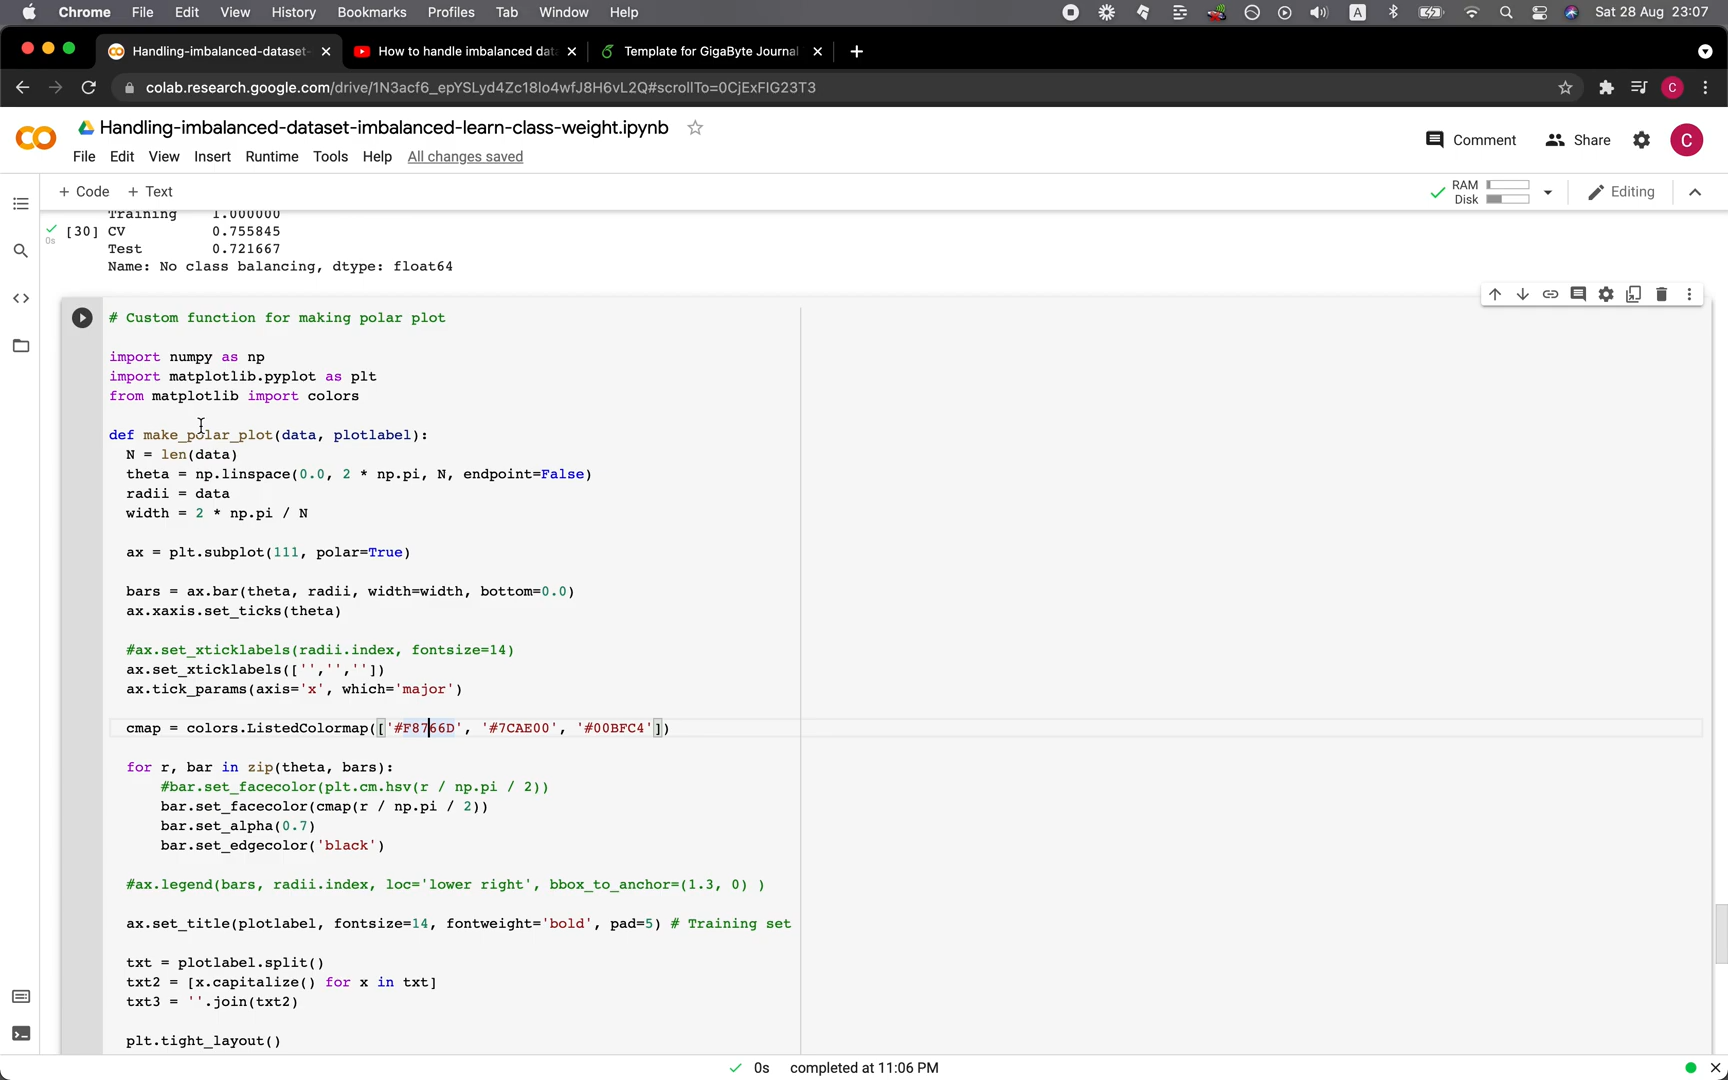 Chrome File Edit View History Bookmarks Profiles Tab Window Help A Sat 28 Aug 23:07
Handling-imbalanced-dataset- How to handle imbalanced dat Template for GigaByte Journal
colab.research.google.com/drive/1N3acf6_epYSLyd4Zc18lo4wfJ8H6vL2Q#scrollTo=0CjExFIG23T3 C
CO Handling-imbalanced-dataset-imbalanced-learn-class-weight.ipynb
Comment Share C
File Edit View Insert Runtime Tools Help All changes saved
+ Code + Text RAM Disk Editing
Training 1.000000
[30] CV 0.755845
0s
Test 0.721667
Name: No class balancing, dtype: float64
# Custom function for making polar plot
import numpy as np
import matplotlib.pyplot as plt
from matplotlib import colors
def make_polar_plot(data, plotlabel):
N = len(data)
theta = np.linspace(0.0, 2 * np.pi, N, endpoint=False)
radii = data
width = 2 * np.pi / N
ax = plt.subplot(111, polar=True)
bars = ax.bar(theta, radii, width=width, bottom=0.0)
ax.xaxis.set_ticks(theta)
#ax.set_xticklabels(radii.index, fontsize=14)
ax.set_xticklabels(['','',''])
ax.tick_params(axis='x', which='major')
cmap = colors.ListedColormap(['#F8766D', '#7CAE00', '#00BFC4'])
for r, bar in zip(theta, bars):
#bar.set_facecolor(plt.cm.hsv(r / np.pi / 2))
bar.set_facecolor(cmap(r / np.pi / 2))
bar.set_alpha(0.7)
bar.set_edgecolor('black')
#ax.legend(bars, radii.index, loc='lower right', bbox_to_anchor=(1.3, 0) )
ax.set_title(plotlabel, fontsize=14, fontweight='bold', pad=5) # Training set
txt = plotlabel.split()
txt2 = [x.capitalize() for x in txt]
txt3 = ''.join(txt2)
plt.tight_layout()
0s completed at 11:06 PM